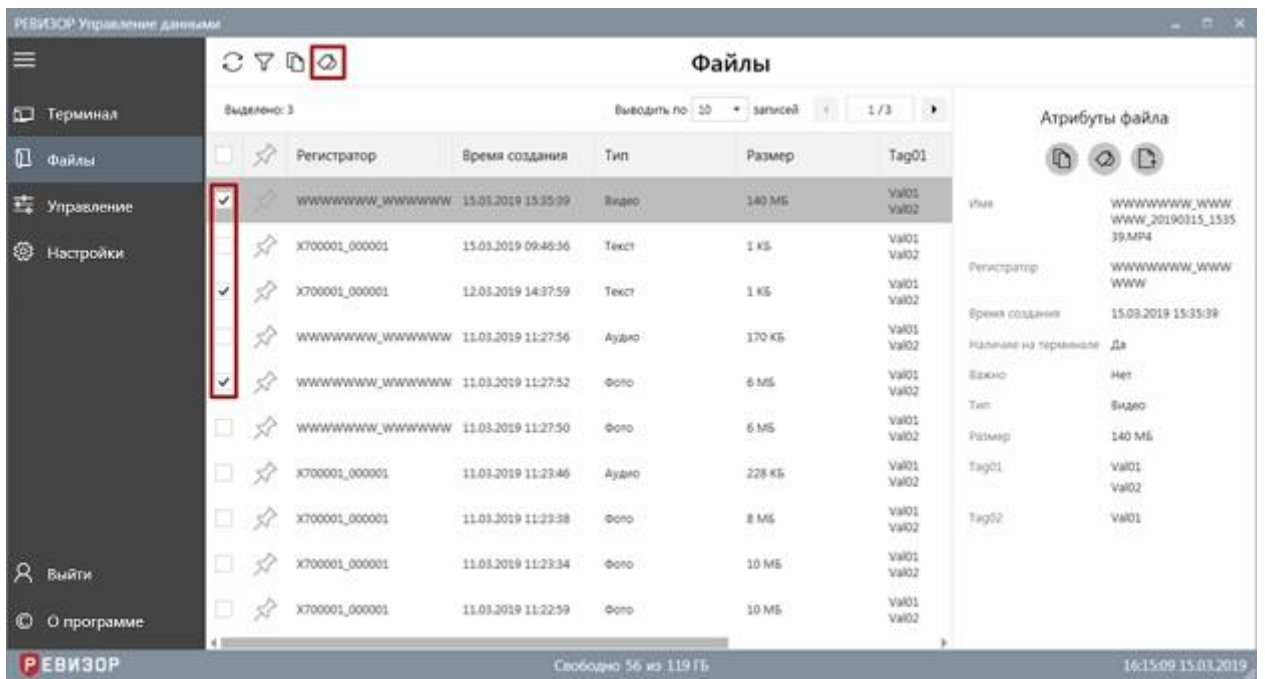 РЕВИЗОР Управление данными
Файлы
Терминал
Файлы
Управление
Настройки
Выйти
О программе
Выделено: 3
Выводить по 10 записей 1 / 3
Регистратор Время создания Тип Размер Tag01
WWWWWWW_WWWWWW 15.03.2019 15:35:39 Видео 140 МБ Val01
Val02
X700001_000001 15.03.2019 09:46:36 Текст 1 КБ Val01
Val02
X700001_000001 12.03.2019 14:37:59 Текст 1 КБ Val01
Val02
WWWWWWW_WWWWWW 11.03.2019 11:27:56 Аудио 170 КБ Val01
Val02
WWWWWWW_WWWWWW 11.03.2019 11:27:52 Фото 6 МБ Val01
Val02
WWWWWWW_WWWWWW 11.03.2019 11:27:50 Фото 6 МБ Val01
Val02
X700001_000001 11.03.2019 11:23:46 Аудио 228 КБ Val01
Val02
X700001_000001 11.03.2019 11:23:38 Фото 8 МБ Val01
Val02
X700001_000001 11.03.2019 11:23:34 Фото 10 МБ Val01
Val02
X700001_000001 11.03.2019 11:22:59 Фото 10 МБ Val01
Val02
Атрибуты файла
Имя WWWWWWW_WWW
WWW_20190315_1535
39.MP4
Регистратор WWWWWWW_WWW
WWW
Время создания 15.03.2019 15:35:39
Наличие на терминале Да
Важно Нет
Тип Видео
Размер 140 МБ
Tag01 Val01
Val02
Tag02 Val01
РЕВИЗОР
Свободно 56 из 119 ГБ
16:15:09 15.03.2019